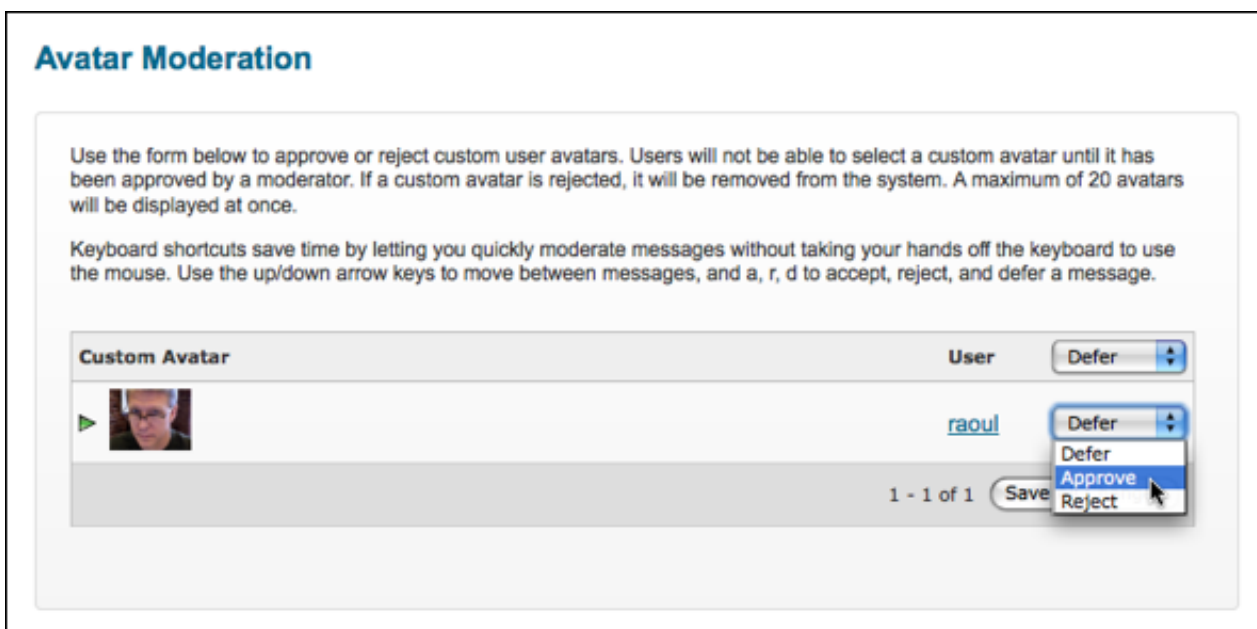 Avatar Moderation
Use the form below to approve or reject custom user avatars. Users will not be able to select a custom avatar until it has
been approved by a moderator. If a custom avatar is rejected, it will be removed from the system. A maximum of 20 avatars
will be displayed at once.
Keyboard shortcuts save time by letting you quickly moderate messages without taking your hands off the keyboard to use
the mouse. Use the up/down arrow keys to move between messages, and a, r, d to accept, reject, and defer a message.
Custom Avatar User Defer
raoul Defer
Defer
Approve
1 - 1 of 1 Save
Reject